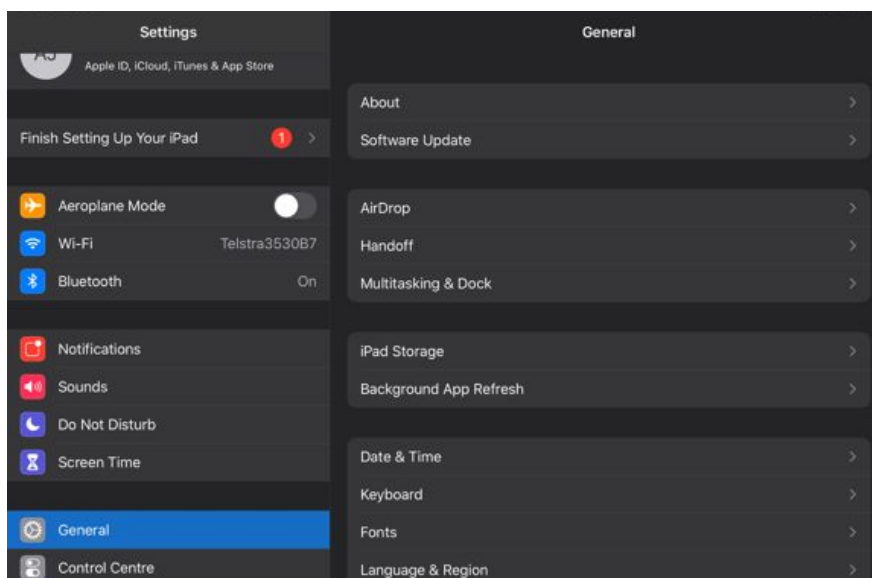 Settings
AJ
Apple ID, iCloud, iTunes & App Store
Finish Setting Up Your iPad 1
Aeroplane Mode
Wi-Fi Telstra3530B7
Bluetooth On
Notifications
Sounds
Do Not Disturb
Screen Time
General
Control Centre
General
About
Software Update
AirDrop
Handoff
Multitasking & Dock
iPad Storage
Background App Refresh
Date & Time
Keyboard
Fonts
Language & Region